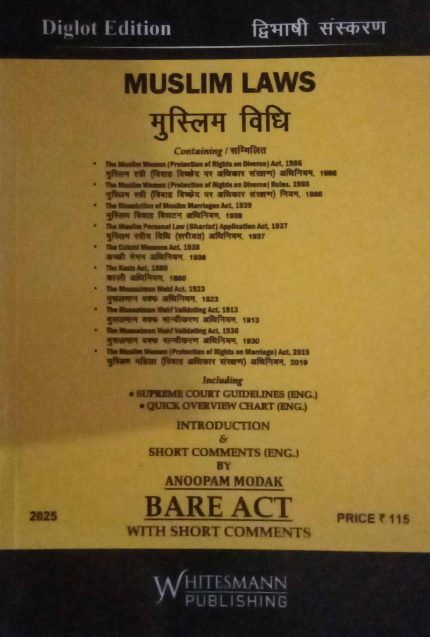 Diglot Edition द्विभाषी संस्करण
MUSLIM LAWS
मुस्लिम विधि
Containing / सम्मिलित
• The Muslim Women (Protection of Rights on Divorce) Act, 1986
मुस्लिम स्त्री (विवाह विच्छेद पर अधिकार संरक्षण) अधिनियम, 1986
• The Muslim Women (Protection of Rights on Divorce) Rules, 1986
मुस्लिम स्त्री (विवाह विच्छेद पर अधिकार संरक्षण) नियम, 1986
• The Dissolution of Muslim Marriages Act, 1939
मुस्लिम विवाह विघटन अधिनियम, 1939
• The Muslim Personal Law (Shariat) Application Act, 1937
मुस्लिम स्वीय विधि (शरीयत) अधिनियम, 1937
• The Cutchi Memons Act, 1938
कच्छी मेमन अधिनियम, 1938
• The Kazis Act, 1880
काजी अधिनियम, 1880
• The Mussalman Wakf Act, 1923
मुसलमान वक्फ अधिनियम, 1923
• The Mussalman Wakf Validating Act, 1913
मुसलमान वक्फ मान्यीकरण अधिनियम, 1913
• The Mussalman Wakf Validating Act, 1930
मुसलमान वक्फ मान्यीकरण अधिनियम, 1930
• The Muslim Women (Protection of Rights on Marriage) Act, 2019
मुस्लिम महिला (विवाह अधिकार संरक्षण) अधिनियम, 2019
Including
• SUPREME COURT GUIDELINES (ENG.)
• QUICK OVERVIEW CHART (ENG.)
INTRODUCTION
&
SHORT COMMENTS (ENG.)
BY
ANOOPAM MODAK
BARE ACT
2025 PRICE ₹ 115
WITH SHORT COMMENTS
WHITESMANN
PUBLISHING